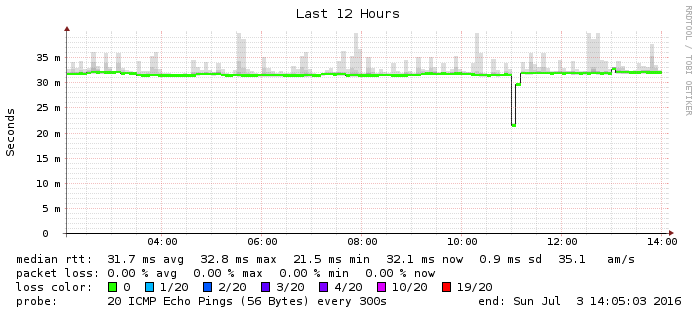 Last 12 Hours
RRDTOOL / TOBI OETIKER
Seconds
35 m
30 m
25 m
20 m
15 m
10 m
5 m
0
04:00 06:00 08:00 10:00 12:00 14:00
median rtt: 31.7 ms avg 32.8 ms max 21.5 ms min 32.1 ms now 0.9 ms sd 35.1 am/s
packet loss: 0.00 % avg 0.00 % max 0.00 % min 0.00 % now
loss color: 0 1/20 2/20 3/20 4/20 10/20 19/20
probe: 20 ICMP Echo Pings (56 Bytes) every 300s end: Sun Jul 3 14:05:03 2016